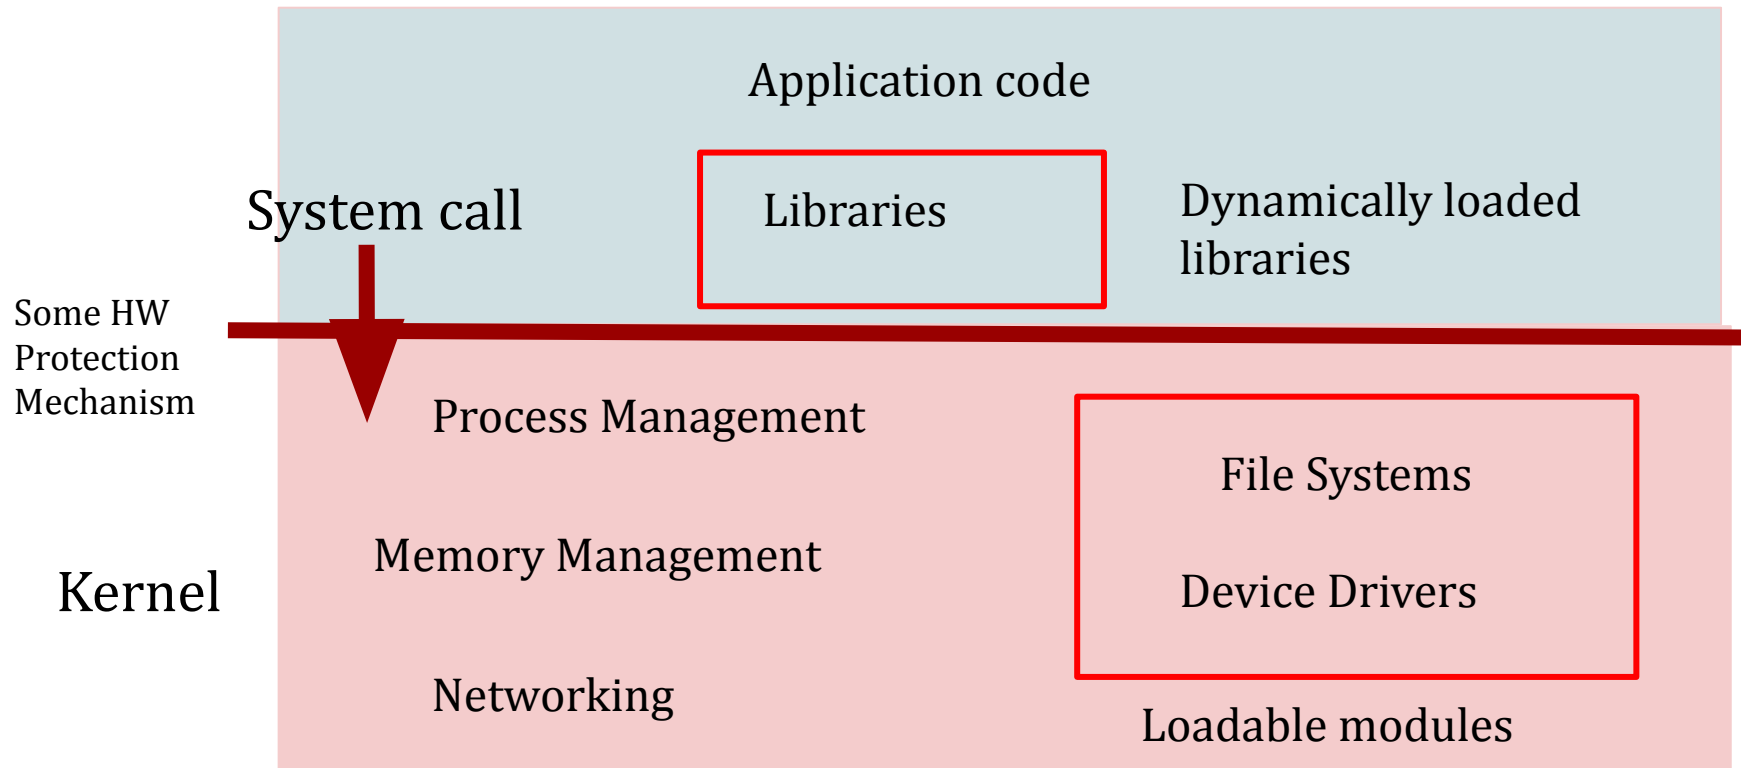 Application code
System call
Libraries
Dynamically loaded
libraries
Some HW
Protection
Mechanism
Process Management
File Systems
Memory Management
Kernel
Device Drivers
Networking
Loadable modules